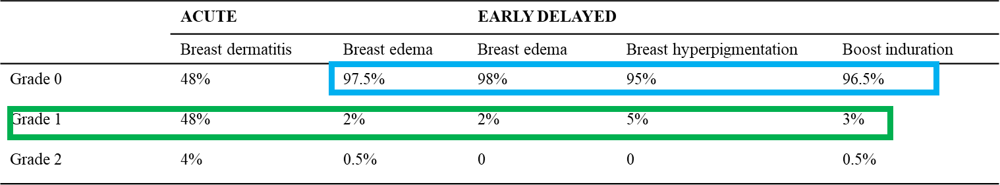 ACUTE EARLY DELAYED
Breast dermatitis Breast edema Breast edema Breast hyperpigmentation Boost induration
Grade 0 48% 97.5% 98% 95% 96.5%
Grade 1 48% 2% 2% 5% 3%
Grade 2 4% 0.5% 0 0 0.5%